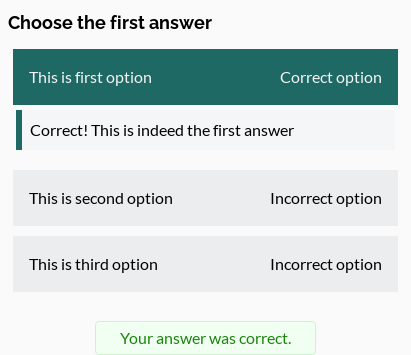 Choose the first answer
This is first option Correct option
Correct! This is indeed the first answer
This is second option Incorrect option
This is third option Incorrect option
Your answer was correct.